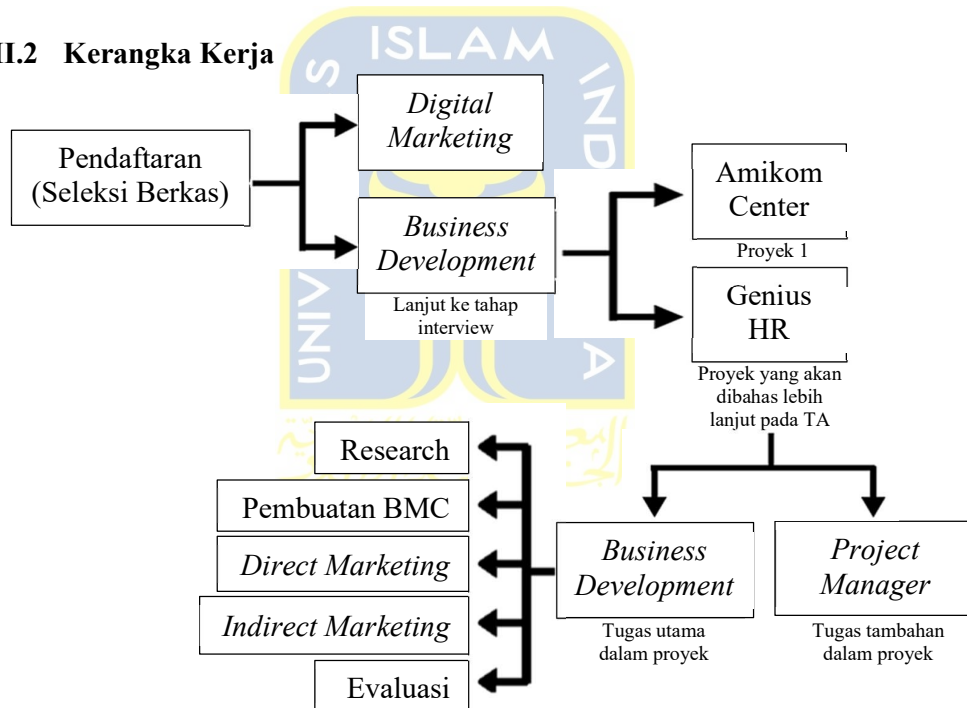 II.2 Kerangka Kerja
ISLAM
Digital
Marketing
Pendaftaran
(Seleksi Berkas)
Business
Development
Lanjut ke tahap
interview
Amikom
Center
Proyek 1
Genius
HR
Proyek yang akan
dibahas lebih
lanjut pada TA
Research
Pembuatan BMC
Direct Marketing
Indirect Marketing
Evaluasi
Business
Development
Tugas utama
dalam proyek
Project
Manager
Tugas tambahan
dalam proyek